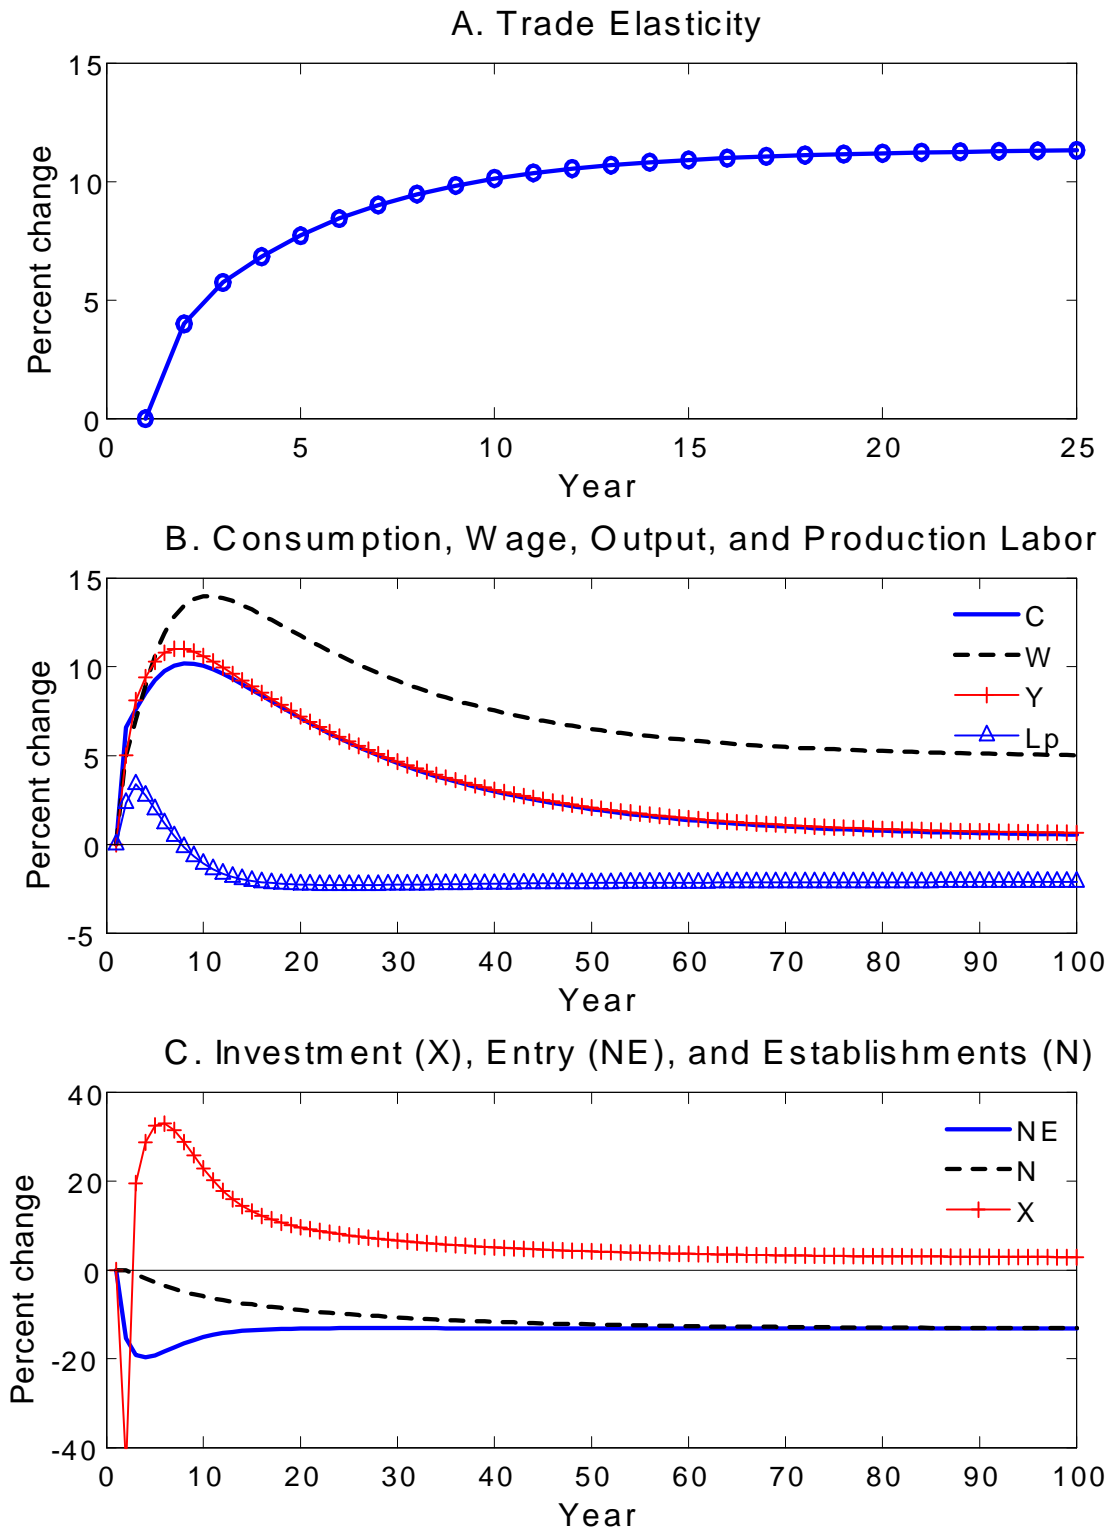 A. Trade Elasticity
15
10
5
0
Percent change
0 5 10 15 20 25
Year
B. Consumption, Wage, Output, and Production Labor
15
10
5
0
-5
Percent change
C
W
Y
Lp
0 10 20 30 40 50 60 70 80 90 100
Year
C. Investment (X), Entry (NE), and Establishments (N)
40
20
0
-20
-40
Percent change
NE
N
X
0 10 20 30 40 50 60 70 80 90 100
Year